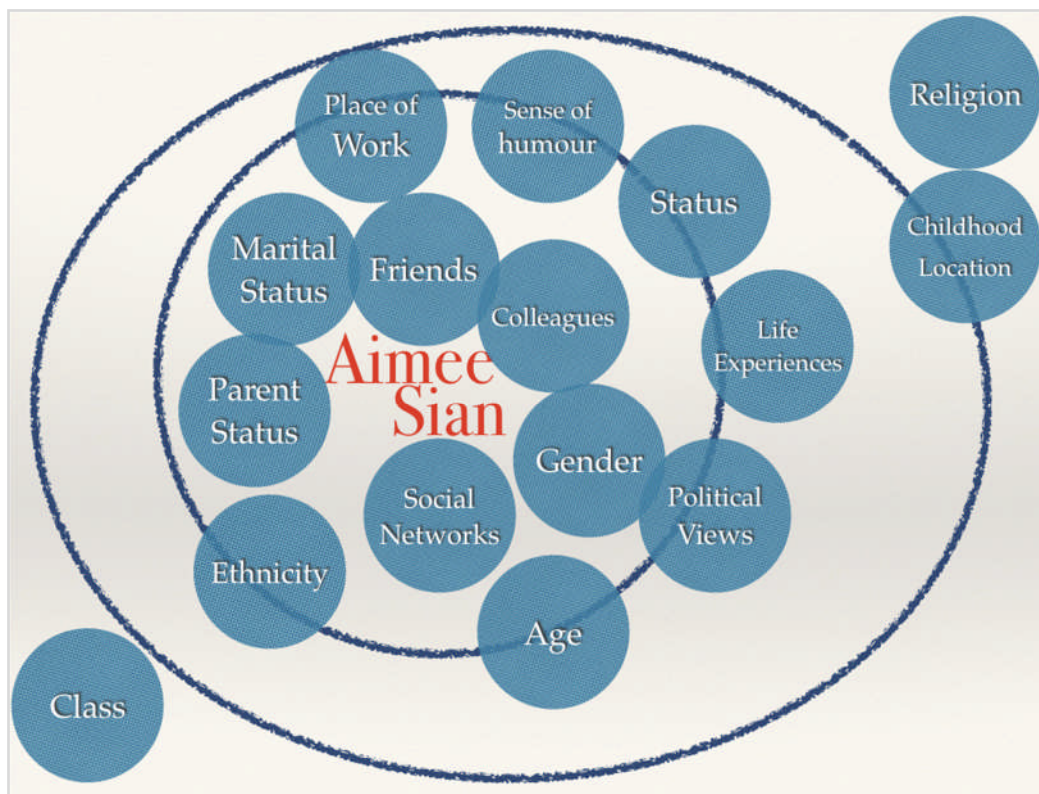 Religion
Place of
Work
Sense of
humour
Status
Childhood
Location
Marital
Status
Friends
Colleagues
Life
Experiences
Aimee
Sian
Parent
Status
Gender
Social
Networks
Political
Views
Ethnicity
Age
Class